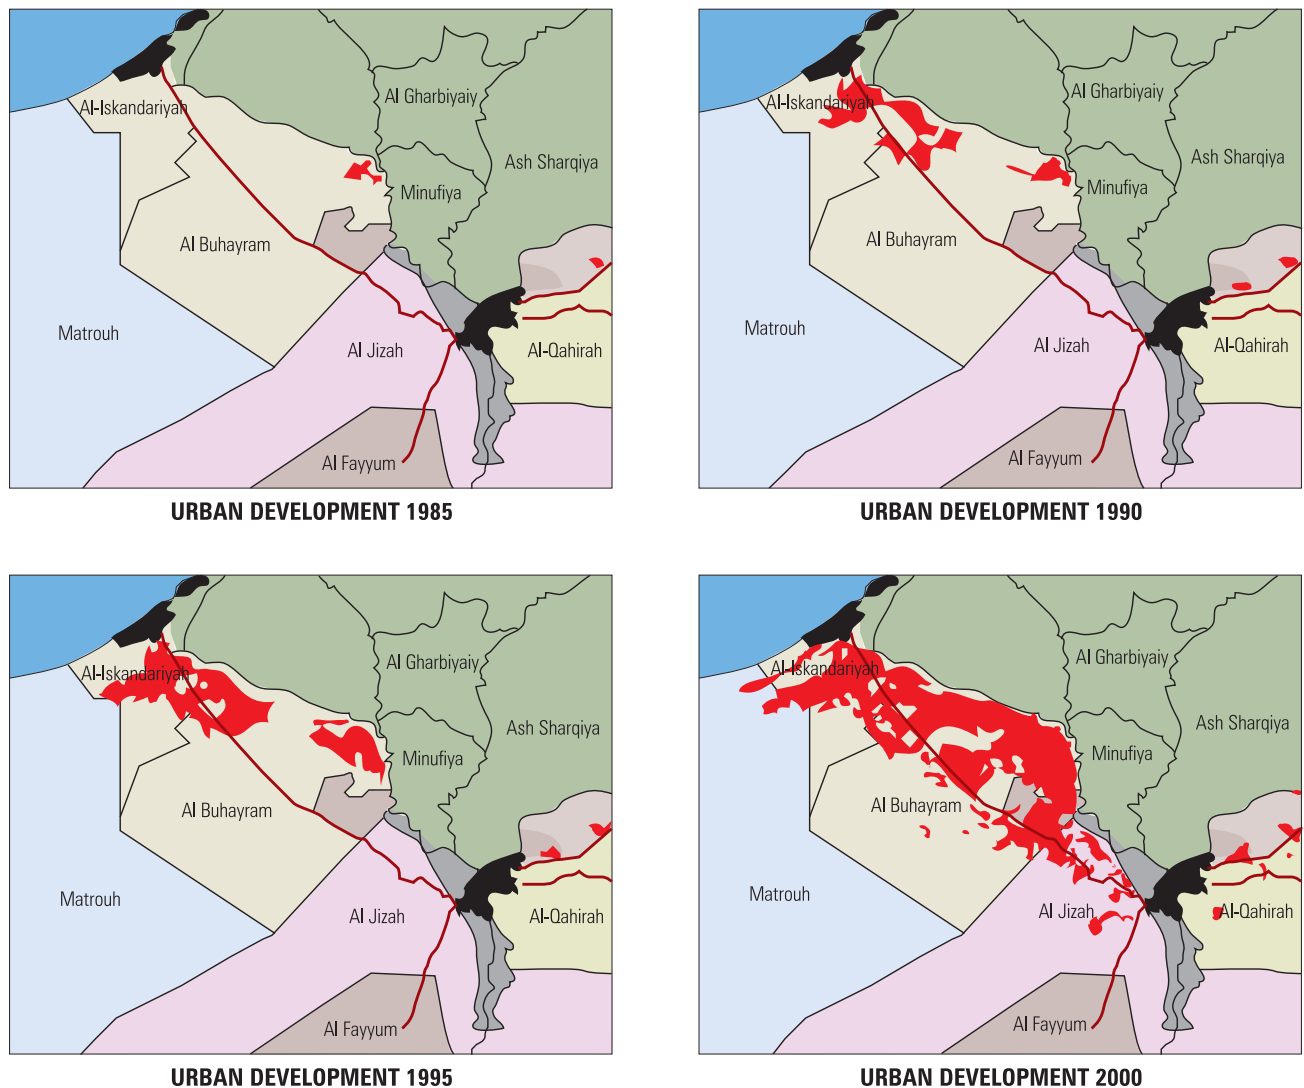 Al Gharbiyaiy
Al-Iskandariyah
Ash Sharqiya
Minufiya
Al Buhayram
Matrouh
Al Jizah
Al-Qahirah
Al Fayyum
URBAN DEVELOPMENT 1985
Al Gharbiyaiy
Al-Iskandariyah
Ash Sharqiya
Minufiya
Al Buhayram
Matrouh
Al Jizah
Al-Qahirah
Al Fayyum
URBAN DEVELOPMENT 1990
Al Gharbiyaiy
Al-Iskandariyah
Ash Sharqiya
Minufiya
Al Buhayram
Matrouh
Al Jizah
Al-Qahirah
Al Fayyum
URBAN DEVELOPMENT 1995
Al Gharbiyaiy
Al-Iskandariyah
Ash Sharqiya
Minufiya
Al Buhayram
Matrouh
Al Jizah
Al-Qahirah
Al Fayyum
URBAN DEVELOPMENT 2000